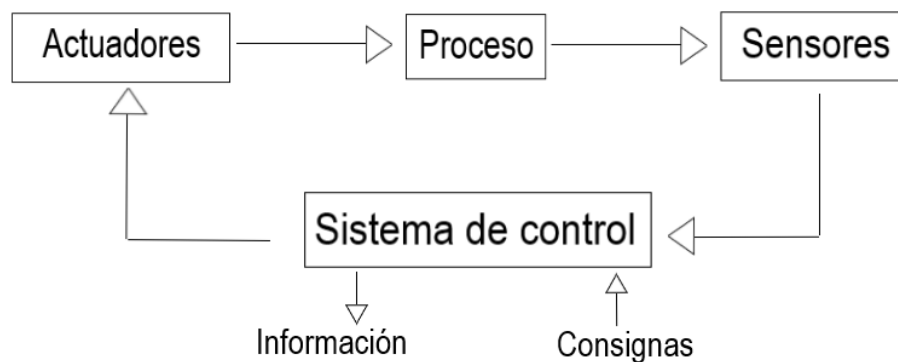 Actuadores
Proceso
Sensores
Sistema de control
Información
Consignas